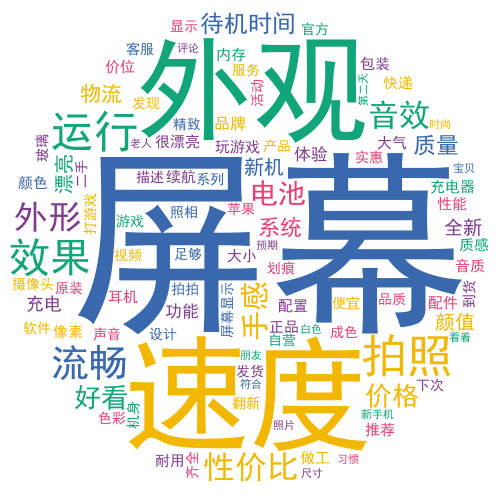 显示
官方
待机时间
客服
评论
内存
外观
价位
服务
包装
第二天
物流
发现
活动
快递
运行
精致
品牌
音效
时尚
玻璃
老人
很漂亮
玩游戏
产品
大气
质量
漂亮
二手
新机
体验
实惠
宝贝
颜色
描述
续航
系列
电池
充电器
打游戏
屏幕
苹果
性能
外形
游戏
照相
系统
全新
效果
视频
足够
大小
预期
质感
摄像头
原装
拍拍
划痕
音质
充电
耳机
功能
屏幕显示
手感
配置
便宜
品质
配件
别致
软件
像素
声音
设计
正品
白色
成色
颜值
自营
看着
流畅
速度
朋友
拍照
发货
符合
好看
翻新
价格
下次
色彩
机身
新手机
照片
推荐
耐用
齐全
性价比
做工
尺寸
习惯